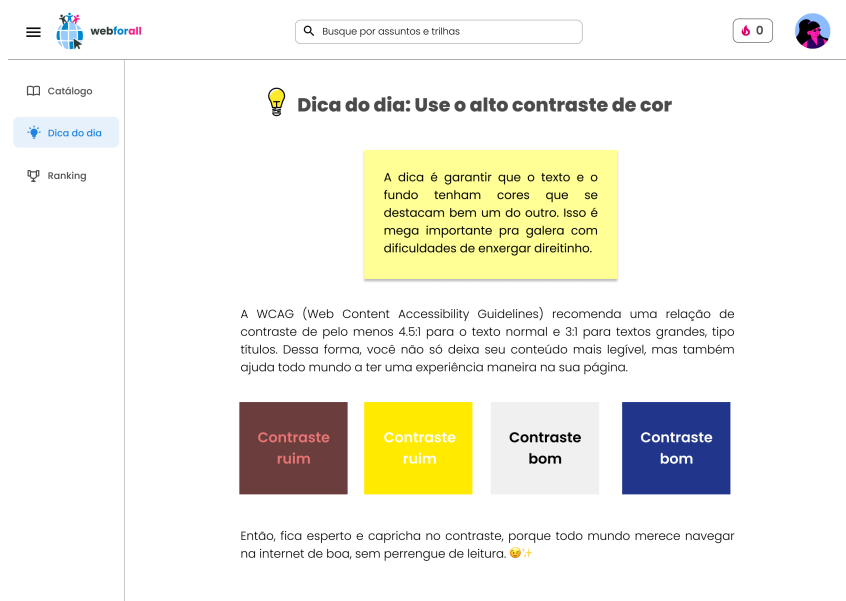 webforall
Busque por assuntos e trilhas
0
Catálogo
Dica do dia
Ranking
Dica do dia: Use o alto contraste de cor
A dica é garantir que o texto e o
fundo tenham cores que se
destacam bem um do outro. Isso é
mega importante pra galera com
dificuldades de enxergar direitinho.
A WCAG (Web Content Accessibility Guidelines) recomenda uma relação de
contraste de pelo menos 4.5:1 para o texto normal e 3:1 para textos grandes, tipo
títulos. Dessa forma, você não só deixa seu conteúdo mais legível, mas também
ajuda todo mundo a ter uma experiência maneira na sua página.
Contraste
ruim
Contraste
ruim
Contraste
bom
Contraste
bom
Então, fica esperto e capricha no contraste, porque todo mundo merece navegar
na internet de boa, sem perrengue de leitura. 😉✨